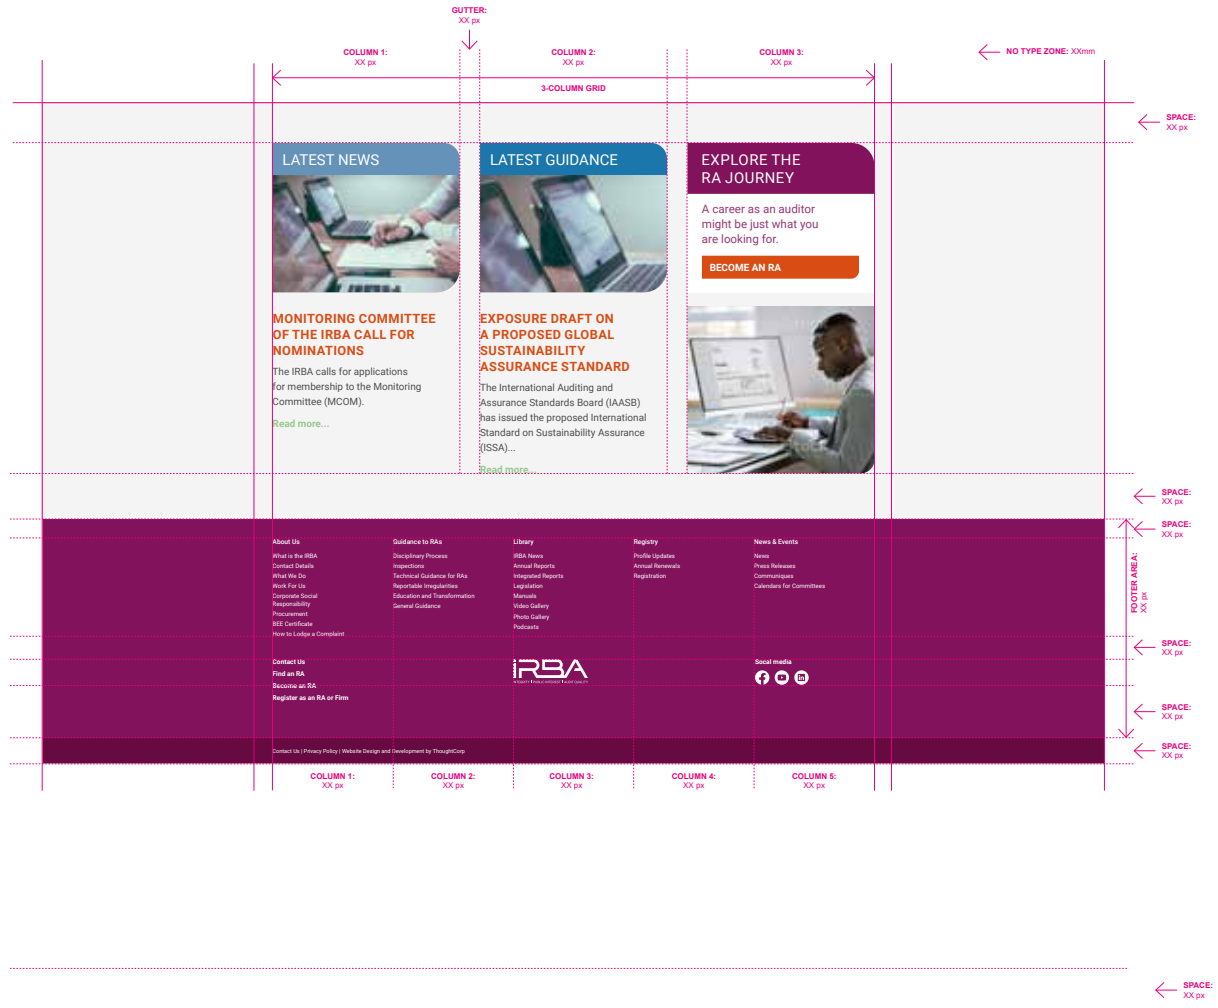 GUTTER:
XX px
COLUMN 1:
XX px
COLUMN 2:
XX px
COLUMN 3:
XX px
NO TYPE ZONE: XXmm
3-COLUMN GRID
SPACE:
XX px
LATEST NEWS
MONITORING COMMITTEE
OF THE IRBA CALL FOR
NOMINATIONS
The IRBA calls for applications
for membership to the Monitoring
Committee (MCOM).
Read more...
LATEST GUIDANCE
EXPOSURE DRAFT ON
A PROPOSED GLOBAL
SUSTAINABILITY
ASSURANCE STANDARD
The International Auditing and
Assurance Standards Board (IAASB)
has issued the proposed International
Standard on Sustainability Assurance
(ISSA)...
Read more...
EXPLORE THE
RA JOURNEY
A career as an auditor
might be just what you
are looking for.
BECOME AN RA
SPACE:
XX px
SPACE:
XX px
FOOTER AREA:
XX px
About Us
What is the IRBA
Contact Details
What We Do
Work For Us
Corporate Social
Responsibility
Procurement
BEE Certificate
How to Lodge a Complaint
Guidance to RAs
Disciplinary Process
Inspections
Technical Guidance for RAs
Reportable Irregularities
Education and Transformation
General Guidance
Library
IRBA News
Annual Reports
Integrated Reports
Legislation
Manuals
Video Gallery
Photo Gallery
Podcasts
Registry
Profile Updates
Annual Renewals
Registration
News & Events
News
Press Releases
Communiques
Calendars for Committees
SPACE:
XX px
Contact Us
Find an RA
Become an RA
Register as an RA or Firm
IRBA
Socal media
SPACE:
XX px
Contact Us | Privacy Policy | Website Design and Development by ThoughtCorp
SPACE:
XX px
COLUMN 1:
XX px
COLUMN 2:
XX px
COLUMN 3:
XX px
COLUMN 4:
XX px
COLUMN 5:
XX px
SPACE:
XX px